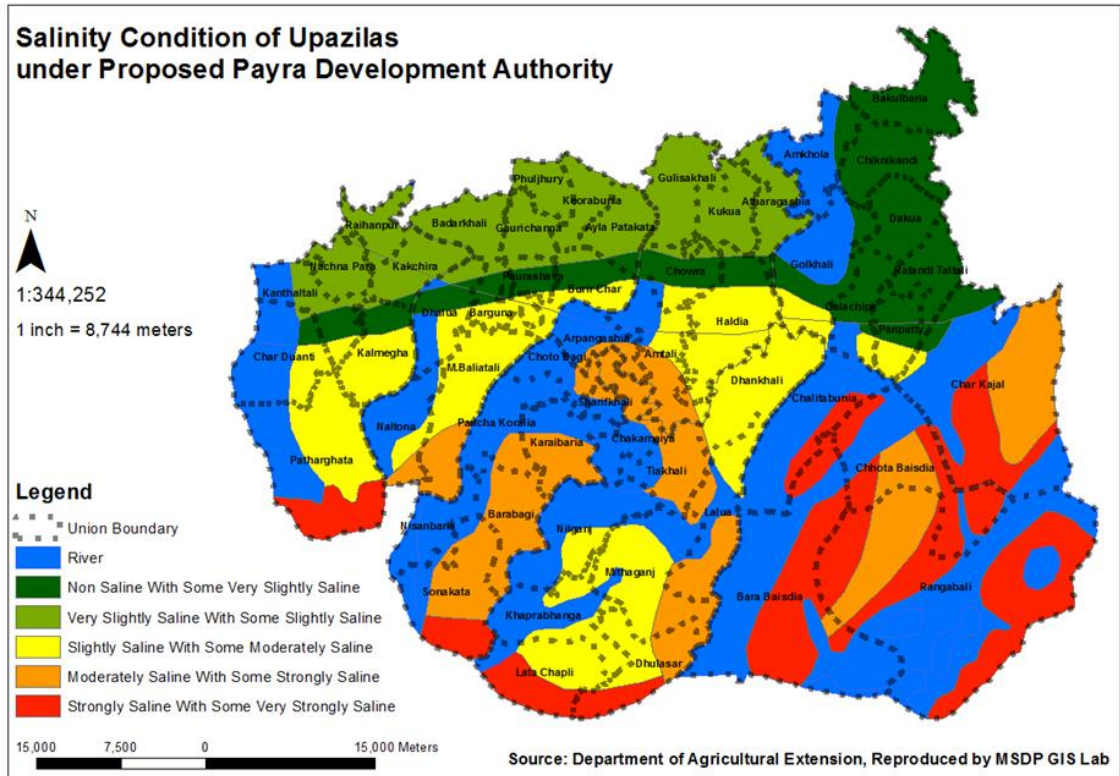 Salinity Condition of Upazilas
under Proposed Payra Development Authority
Bakulbaria
Amkhola
Chiknikandi
Phuljhury
Gulisakhali
Keorabunia
Atharagashia
Kukua
Dakua
Raihanpur
Badarkhali
Gaurichanga
Ayla Patakata
N
Nachna Para
Kakchira
Paurashava
Chowra
Golkhali
Ratandi Taltali
1:344,252
Kanthaltali
Burir Char
Galachipa
1 inch = 8,744 meters
Dhalua
Barguna
Haldia
Panpatty
Char Duanti
Kalmegha
Arpangashia
Choto Bagi
Amtali
M.Baliatali
Dhankhali
Char Kajal
Chalitabunia
Sharifkhali
Naltona
Pancha Koralia
Karaibaria
Chakamaiya
Patharghata
Tiakhali
Chhota Baisdia
Legend
Barabagi
Lalua
Union Boundary
Nisanbaria
Nilganj
River
Mithaganj
Non Saline With Some Very Slightly Saline
Sonakata
Bara Baisdia
Rangabali
Very Slightly Saline With Some Slightly Saline
Khaprabhanga
Slightly Saline With Some Moderately Saline
Lata Chapli
Dhulasar
Moderately Saline With Some Strongly Saline
Strongly Saline With Some Very Strongly Saline
15,000 7,500 0 15,000 Meters
Source: Department of Agricultural Extension, Reproduced by MSDP GIS Lab